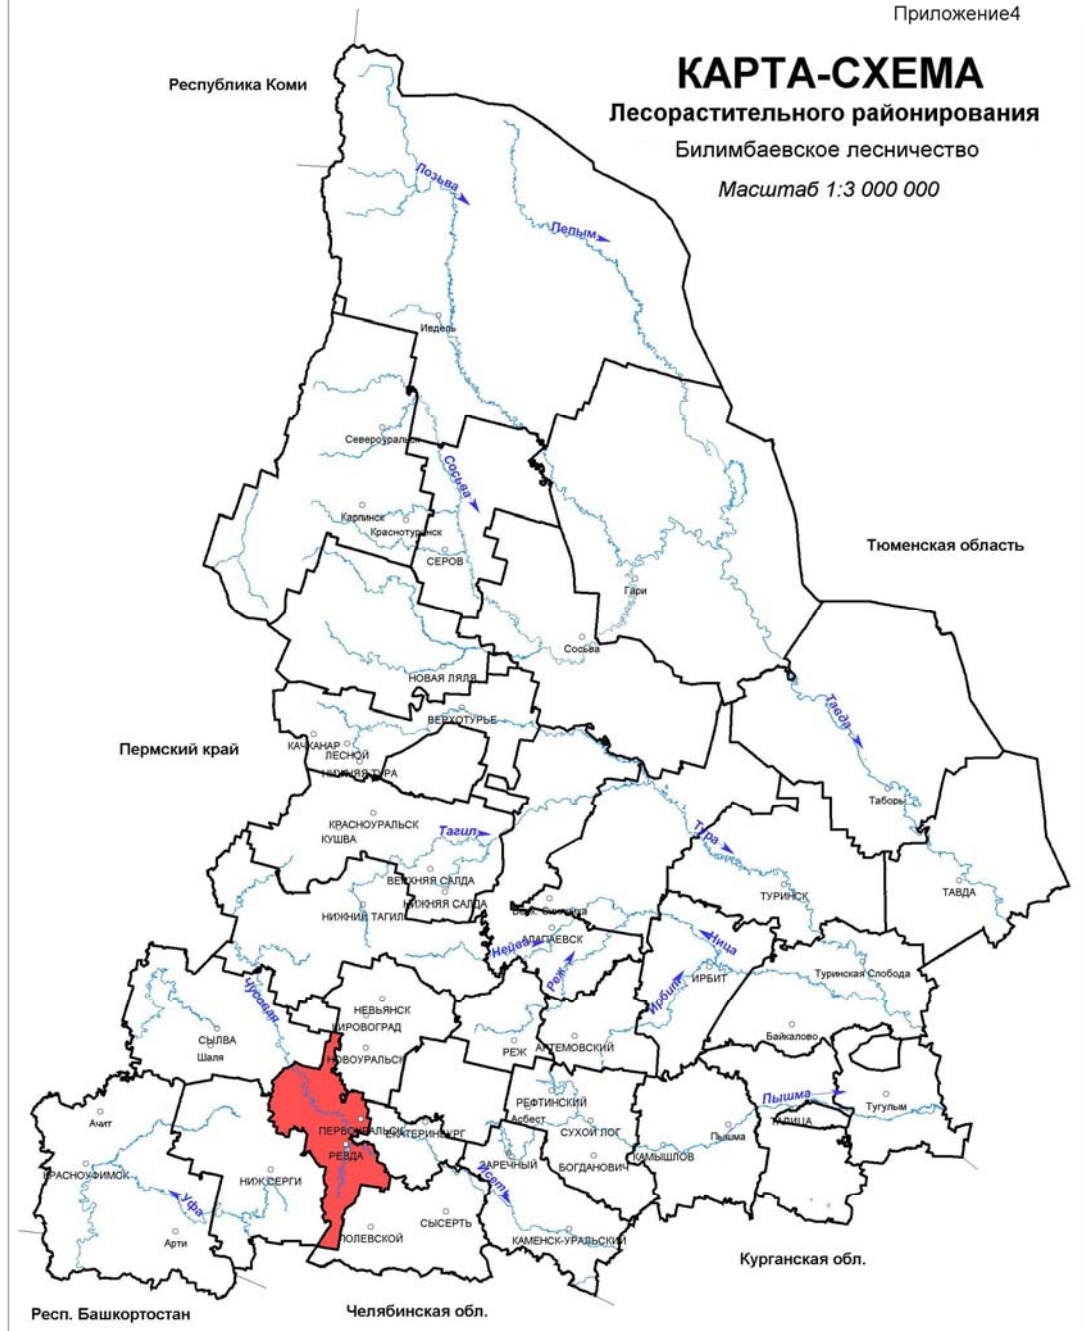 Приложение4
КАРТА-СХЕМА
Лесорастительного районирования
Билимбаевское лесничество
Масштаб 1:3 000 000
Республика Коми
Лозьва
Пелым
Ивдель
Североуральск
Сосьва
Карпинск
Краснотурьинск
СЕРОВ
Тюменская область
Гари
Сосьва
НОВАЯ ЛЯЛЯ
Тавда
ВЕРХОТУРЬЕ
Пермский край
КАЧКАНАР
ЛЕСНОЙ
НИЖНЯЯ ТУРА
Таборы
КРАСНОУРАЛЬСК
КУШВА
Тагил
Тура
ВЕРХНЯЯ САЛДА
НИЖНЯЯ САЛДА
ТУРИНСК
ТАВДА
НИЖНИЙ ТАГИЛ
Верх. Синячиха
АЛАПАЕВСК
Нейва
Ница
Реж
Ирбит
ИРБИТ
Туринская Слобода
Чусовая
НЕВЬЯНСК
КИРОВОГРАД
СЫЛВА
Шаля
НОВОУРАЛЬСК
РЕЖ
АРТЕМОВСКИЙ
Байкалово
Пышма
Тугулым
РЕФТИНСКИЙ
Асбест
Ачит
ПЕРВОУРАЛЬСК
ЕКАТЕРИНБУРГ
СУХОЙ ЛОГ
Пышма
ТАЛИЦА
РЕВДА
КАМЫШЛОВ
ЗАРЕЧНЫЙ
БОГДАНОВИЧ
КРАСНОУФИМСК
НИЖ.СЕРГИ
Исеть
Уфа
СЫСЕРТЬ
Арти
ПОЛЕВСКОЙ
КАМЕНСК-УРАЛЬСКИЙ
Курганская обл.
Респ. Башкортостан
Челябинская обл.